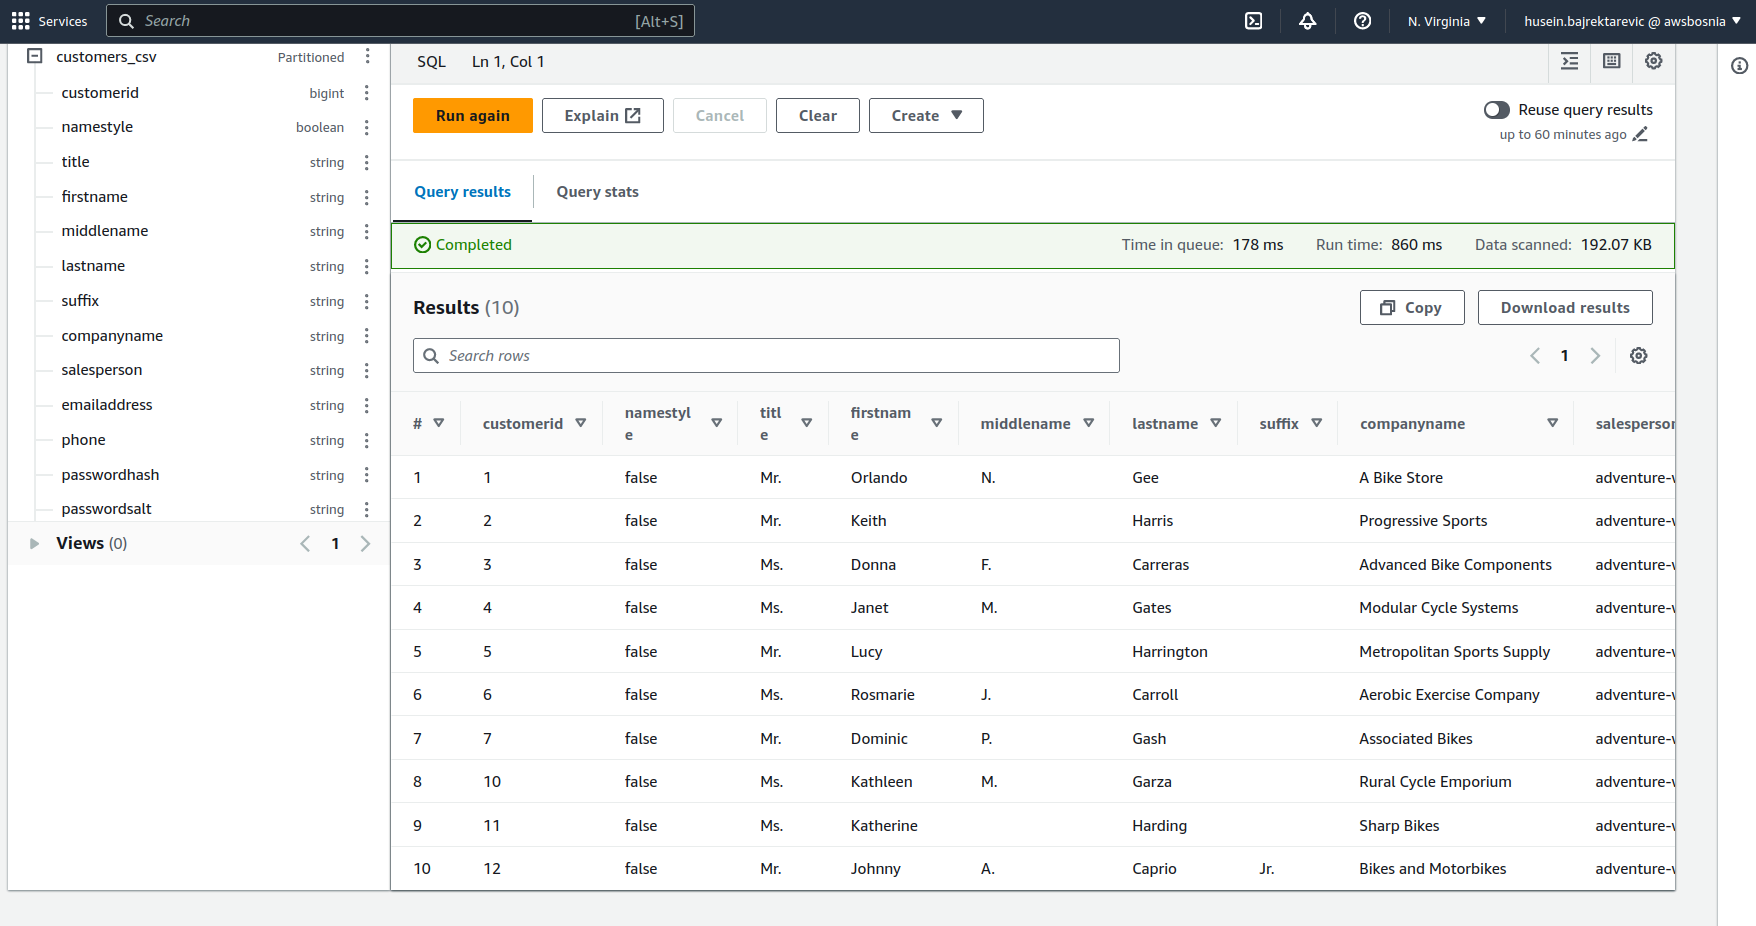 Services
Search
[Alt+S]
N. Virginia
husein.bajrektarevic @ awsbosnia
customers_csv Partitioned
customerid bigint
namestyle boolean
title string
firstname string
middlename string
lastname string
suffix string
companyname string
salesperson string
emailaddress string
phone string
passwordhash string
passwordsalt string
Views (0) 1
SQL Ln 1, Col 1
Run again Explain Cancel Clear Create
Reuse query results
up to 60 minutes ago
Query results Query stats
Completed Time in queue: 178 ms Run time: 860 ms Data scanned: 192.07 KB
Results (10) Copy Download results
Search rows 1
# customerid namestyl title firstnam middlename lastname suffix companyname salesperson
1 1 false Mr. Orlando N. Gee A Bike Store adventure-w
2 2 false Mr. Keith Harris Progressive Sports adventure-w
3 3 false Ms. Donna F. Carreras Advanced Bike Components adventure-w
4 4 false Ms. Janet M. Gates Modular Cycle Systems adventure-w
5 5 false Mr. Lucy Harrington Metropolitan Sports Supply adventure-w
6 6 false Ms. Rosmarie J. Carroll Aerobic Exercise Company adventure-w
7 7 false Mr. Dominic P. Gash Associated Bikes adventure-w
8 10 false Ms. Kathleen M. Garza Rural Cycle Emporium adventure-w
9 11 false Ms. Katherine Harding Sharp Bikes adventure-w
10 12 false Mr. Johnny A. Caprio Jr. Bikes and Motorbikes adventure-w